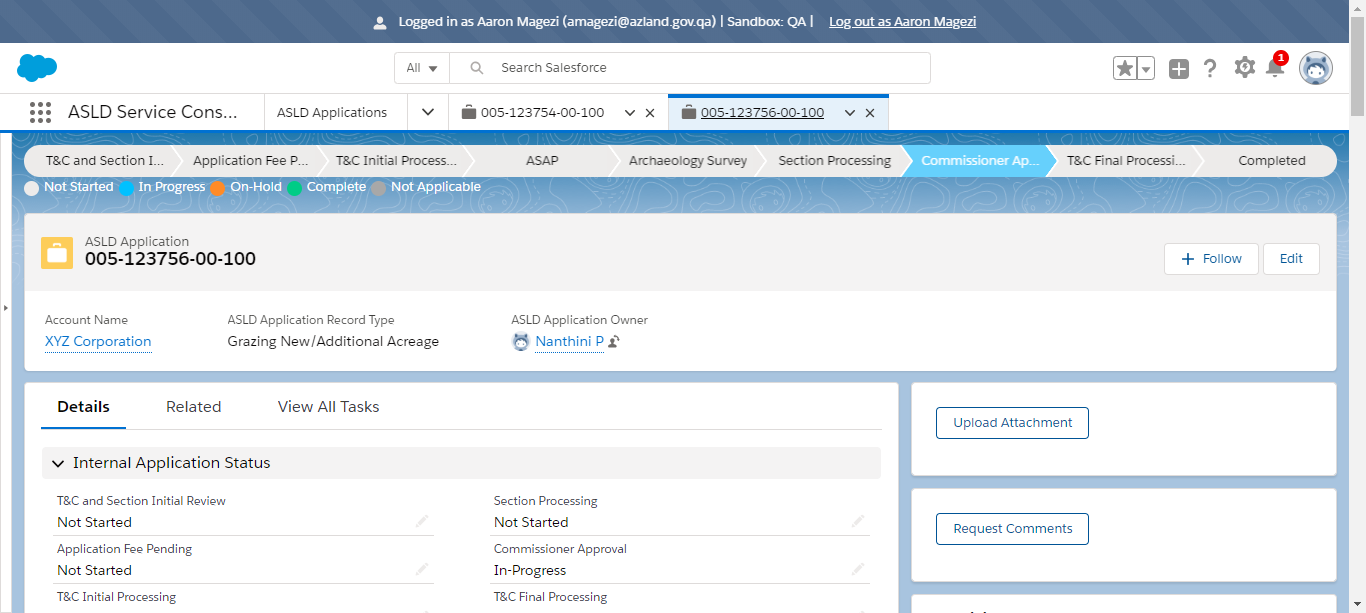 Logged in as Aaron Magezi (amagezi@azland.gov.qa) | Sandbox: QA | Log out as Aaron Magezi
All Search Salesforce 1
ASLD Service Cons... ASLD Applications 005-123754-00-100 005-123756-00-100
T&C and Section I... Application Fee P... T&C Initial Process... ASAP Archaeology Survey Section Processing Commissioner Ap... T&C Final Processi... Completed
Not Started In Progress On-Hold Complete Not Applicable
ASLD Application
005-123756-00-100
Follow Edit
Account Name ASLD Application Record Type ASLD Application Owner
XYZ Corporation Grazing New/Additional Acreage Nanthini P
Details Related View All Tasks
Upload Attachment
Internal Application Status
T&C and Section Initial Review Section Processing
Not Started Not Started
Request Comments
Application Fee Pending Commissioner Approval
Not Started In-Progress
T&C Initial Processing T&C Final Processing